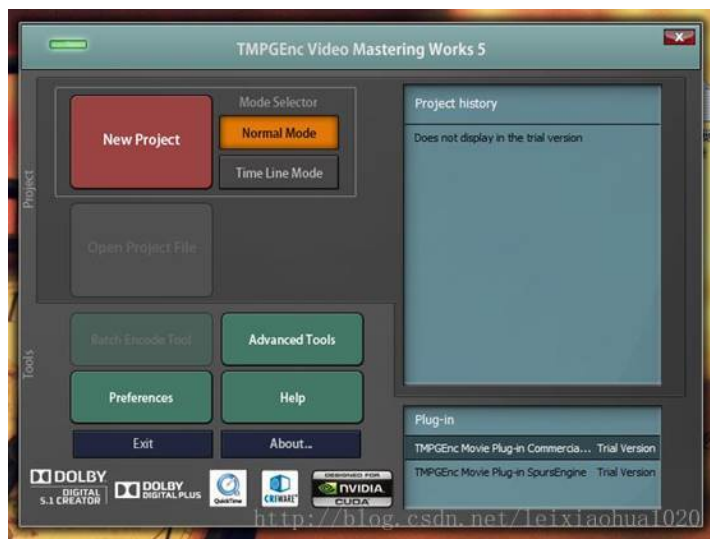 TMPGEnc Video Mastering Works 5
Project
New Project
Mode Selector
Normal Mode
Time Line Mode
Open Project File
Project history
Does not display in the trial version
Tools
Batch Encode Tool
Advanced Tools
Preferences
Help
Exit
About...
Plug-in
TMPGEnc Movie Plug-in Commercia... Trial Version
TMPGEnc Movie Plug-in SpursEngine Trial Version
DOLBY
DIGITAL
5.1 CREATOR
DOLBY
DIGITAL PLUS
QuickTime
CRIWARE
DESIGNED FOR
NVIDIA
CUDA
http://blog.csdn.net/leixiaohua1020